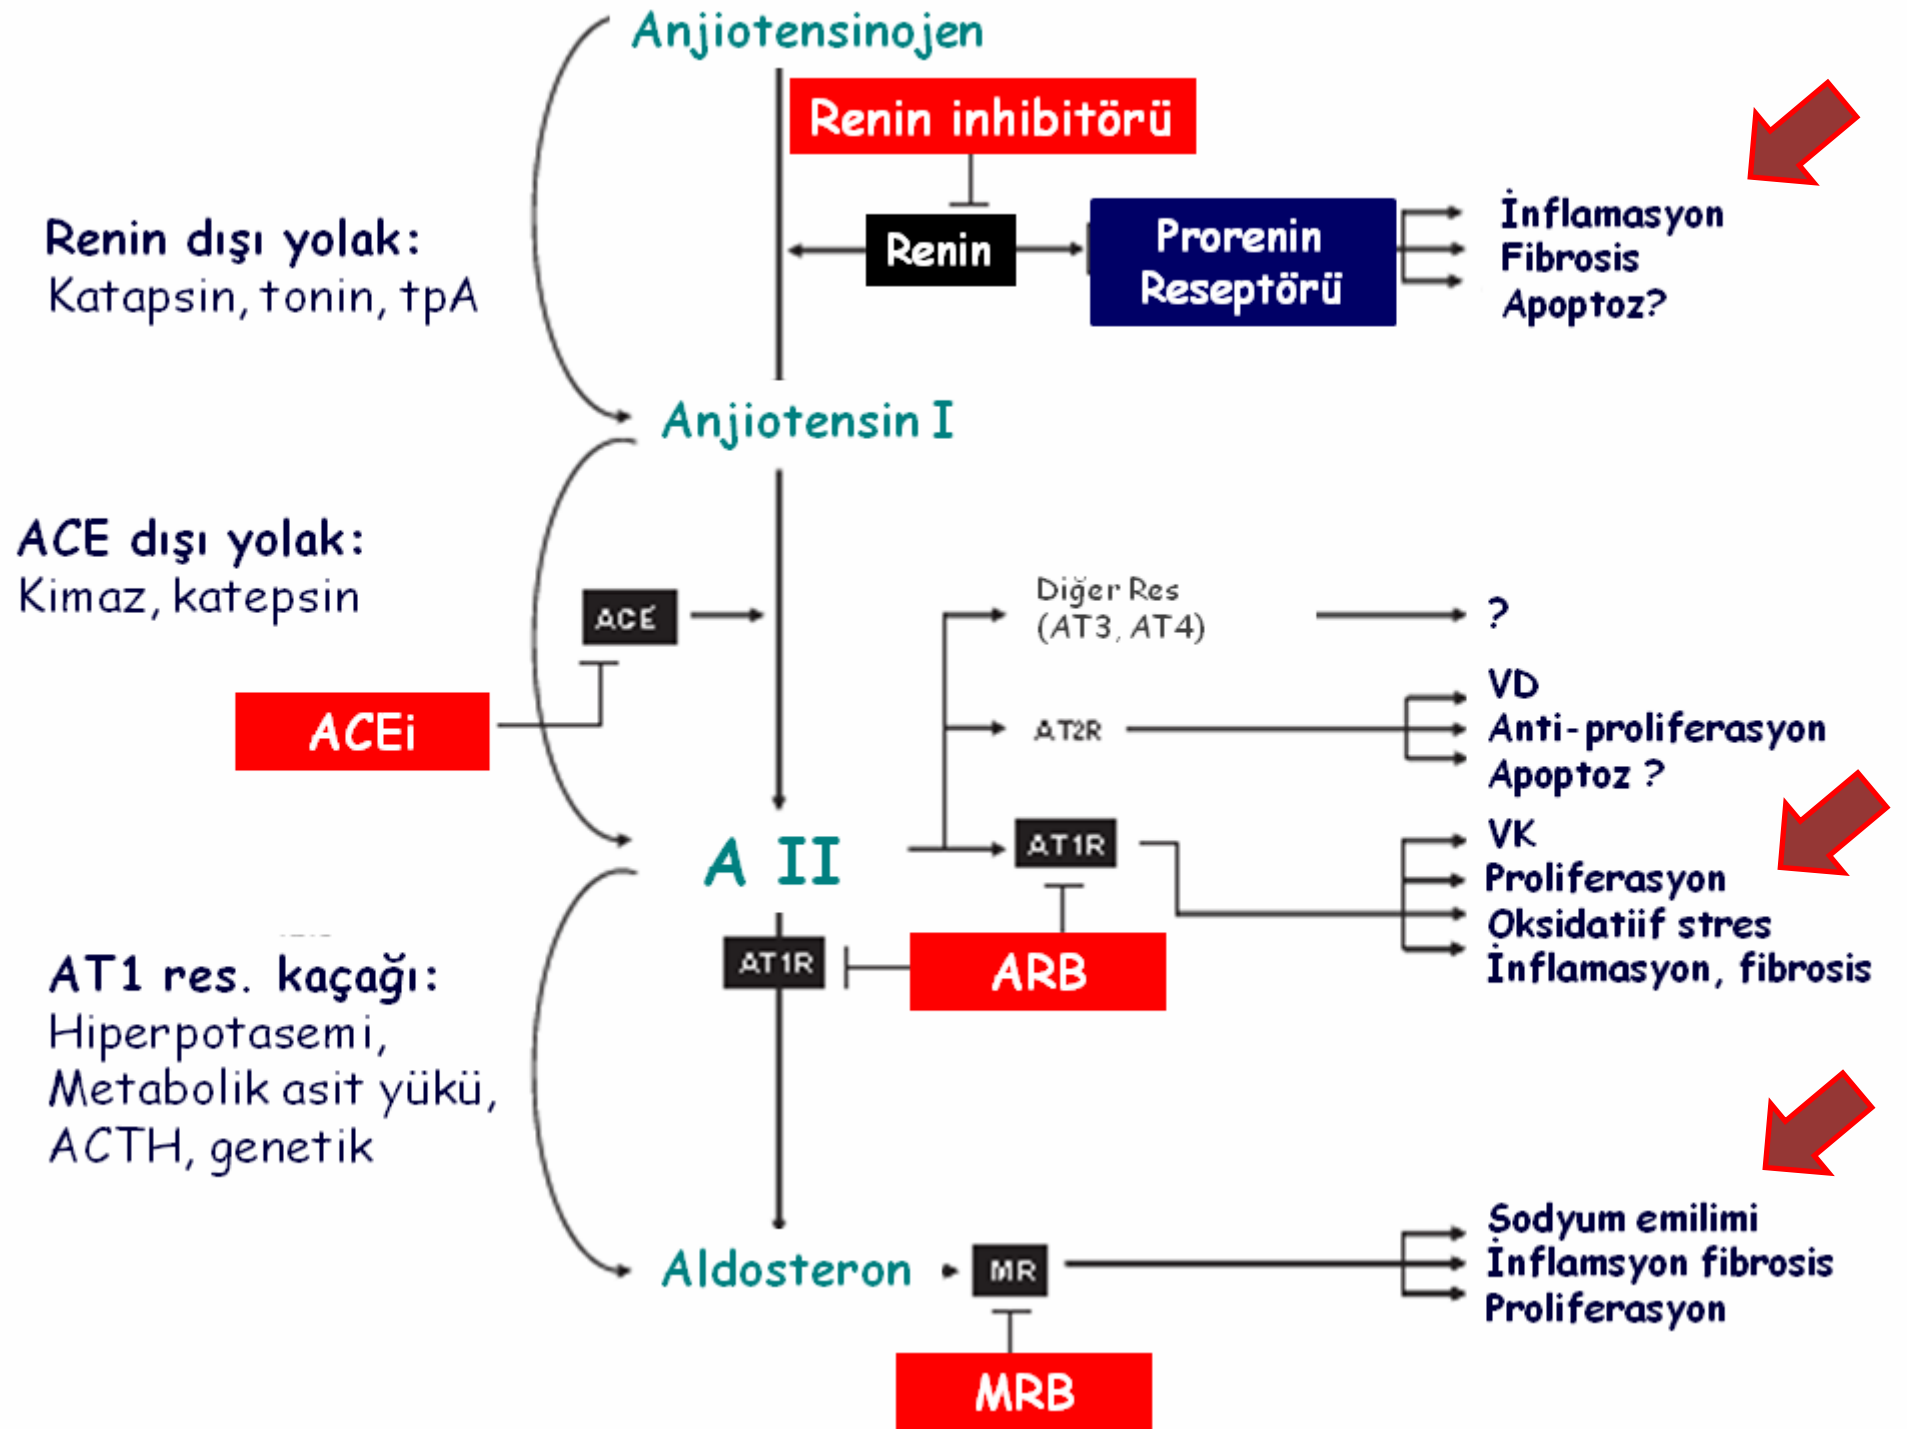 Anjiotensinojen
Renin inhibitörü
Renin dışı yolak:
Katapsin, tonin, tpA
Renin
Prorenin
Reseptörü
İnflamasyon
Fibrosis
Apoptoz?
Anjiotensin I
ACE dışı yolak:
Kimaz, katepsin
ACE
ACEi
Diğer Res
(AT3, AT4)
?
AT2R
VD
Anti-proliferasyon
Apoptoz ?
A II
AT1R
VK
Proliferasyon
Oksidatiif stres
İnflamasyon, fibrosis
AT1R
ARB
AT1 res. kaçağı:
Hiperpotasemi,
Metabolik asit yükü,
ACTH, genetik
Aldosteron
MR
Sodyum emilimi
İnflamsyon fibrosis
Proliferasyon
MRB